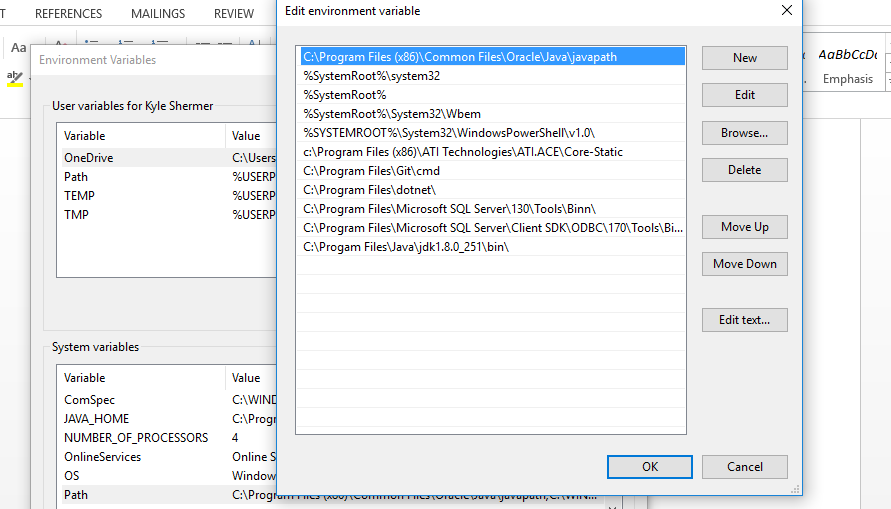 T REFERENCES MAILINGS REVIEW
Edit environment variable
Aa
Environment Variables
AaBbCcDc
Emphasis
User variables for Kyle Shermer
Variable Value
OneDrive C:\Users
Path %USERP
TEMP %USERP
TMP %USERP
System variables
Variable Value
ComSpec C:\WIND
JAVA_HOME C:\Progr
NUMBER_OF_PROCESSORS 4
OnlineServices Online S
OS Window
Path C:\Program Files (x86)\Common Files\Oracle\Java\javapath;C:\WIN...
C:\Program Files (x86)\Common Files\Oracle\Java\javapath
%SystemRoot%\system32
%SystemRoot%
%SystemRoot%\System32\Wbem
%SYSTEMROOT%\System32\WindowsPowerShell\v1.0\
c:\Program Files (x86)\ATI Technologies\ATI.ACE\Core-Static
C:\Program Files\Git\cmd
C:\Program Files\dotnet\
C:\Program Files\Microsoft SQL Server\130\Tools\Binn\
C:\Program Files\Microsoft SQL Server\Client SDK\ODBC\170\Tools\Bi...
C:\Progam Files\Java\jdk1.8.0_251\bin\
New
Edit
Browse...
Delete
Move Up
Move Down
Edit text...
OK
Cancel